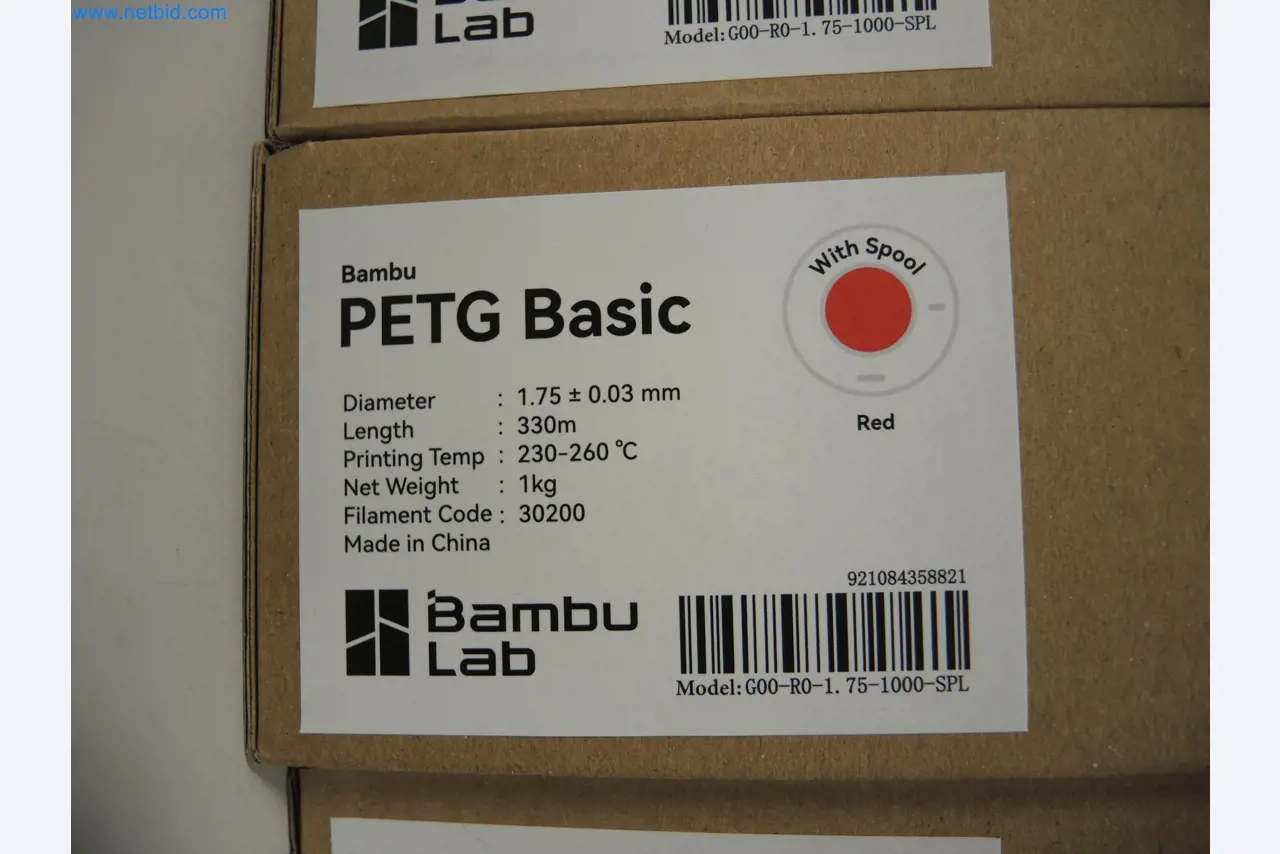 www.netbid.com
Lab
Model:G00-R0-1.75-1000-SPL
With Spool
Bambu
PETG Basic
Red
Diameter : 1.75 ± 0.03 mm
Length : 330m
Printing Temp : 230-260 ℃
Net Weight : 1kg
Filament Code : 30200
Made in China
Bambu
Lab
921084358821
Model:G00-R0-1.75-1000-SPL